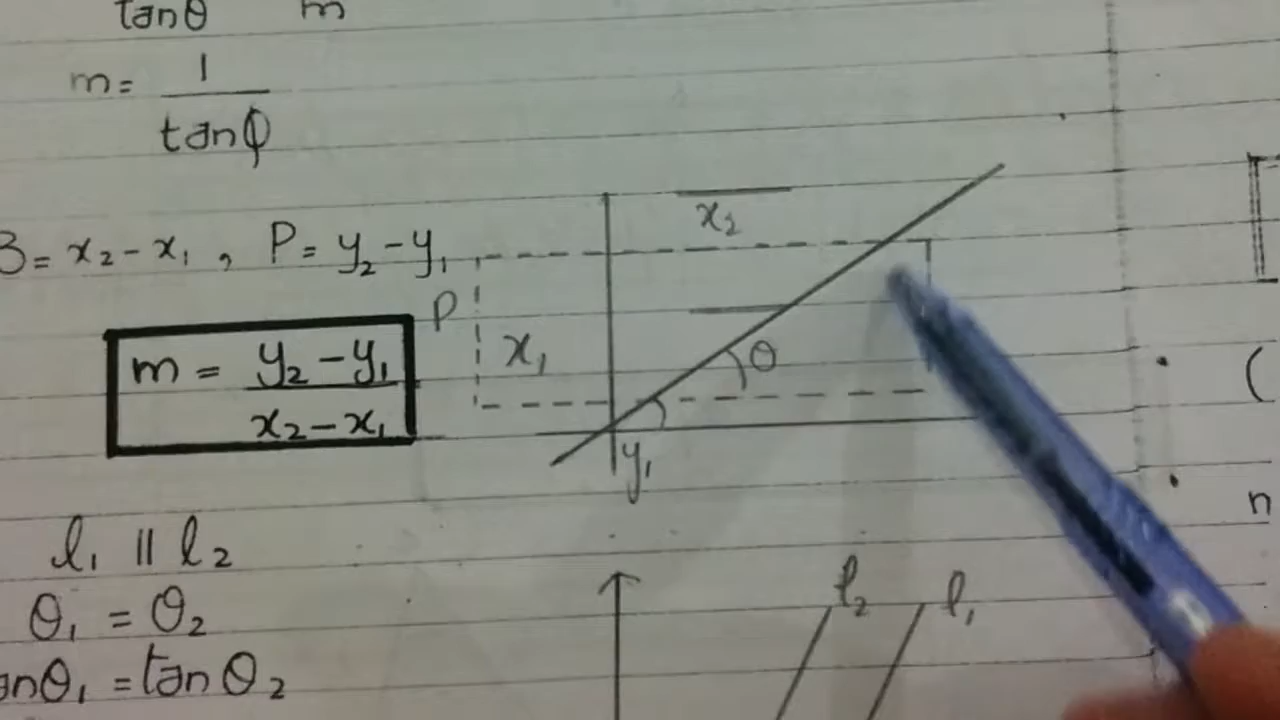 tanθ m
m = 1
tanϕ
B = x₂ - x₁ , P = y₂ - y₁
x₂
P
x₁
θ
m = y₂ - y₁
x₂ - x₁
y₁
(
n
l₁ || l₂
l₂ l₁
θ₁ = θ₂
tanθ₁ = tanθ₂